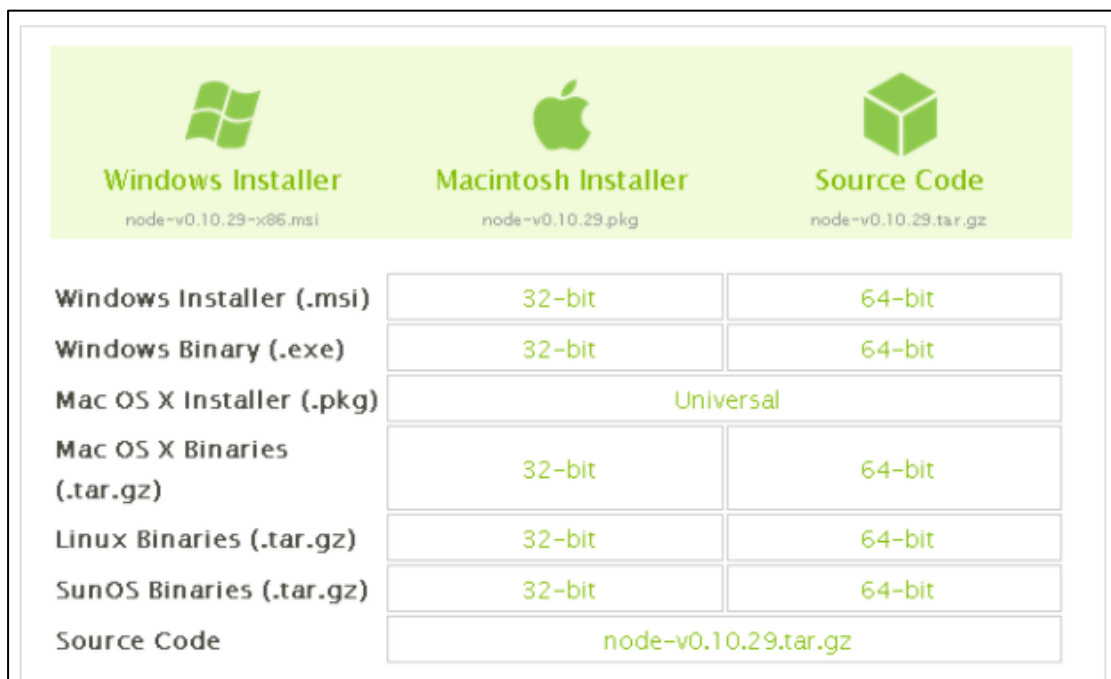 Windows Installer Macintosh Installer Source Code
node-v0.10.29-x86.msi node-v0.10.29.pkg node-v0.10.29.tar.gz
Windows Installer (.msi) 32-bit 64-bit
Windows Binary (.exe) 32-bit 64-bit
Mac OS X Installer (.pkg) Universal
Mac OS X Binaries
(.tar.gz) 32-bit 64-bit
Linux Binaries (.tar.gz) 32-bit 64-bit
SunOS Binaries (.tar.gz) 32-bit 64-bit
Source Code node-v0.10.29.tar.gz